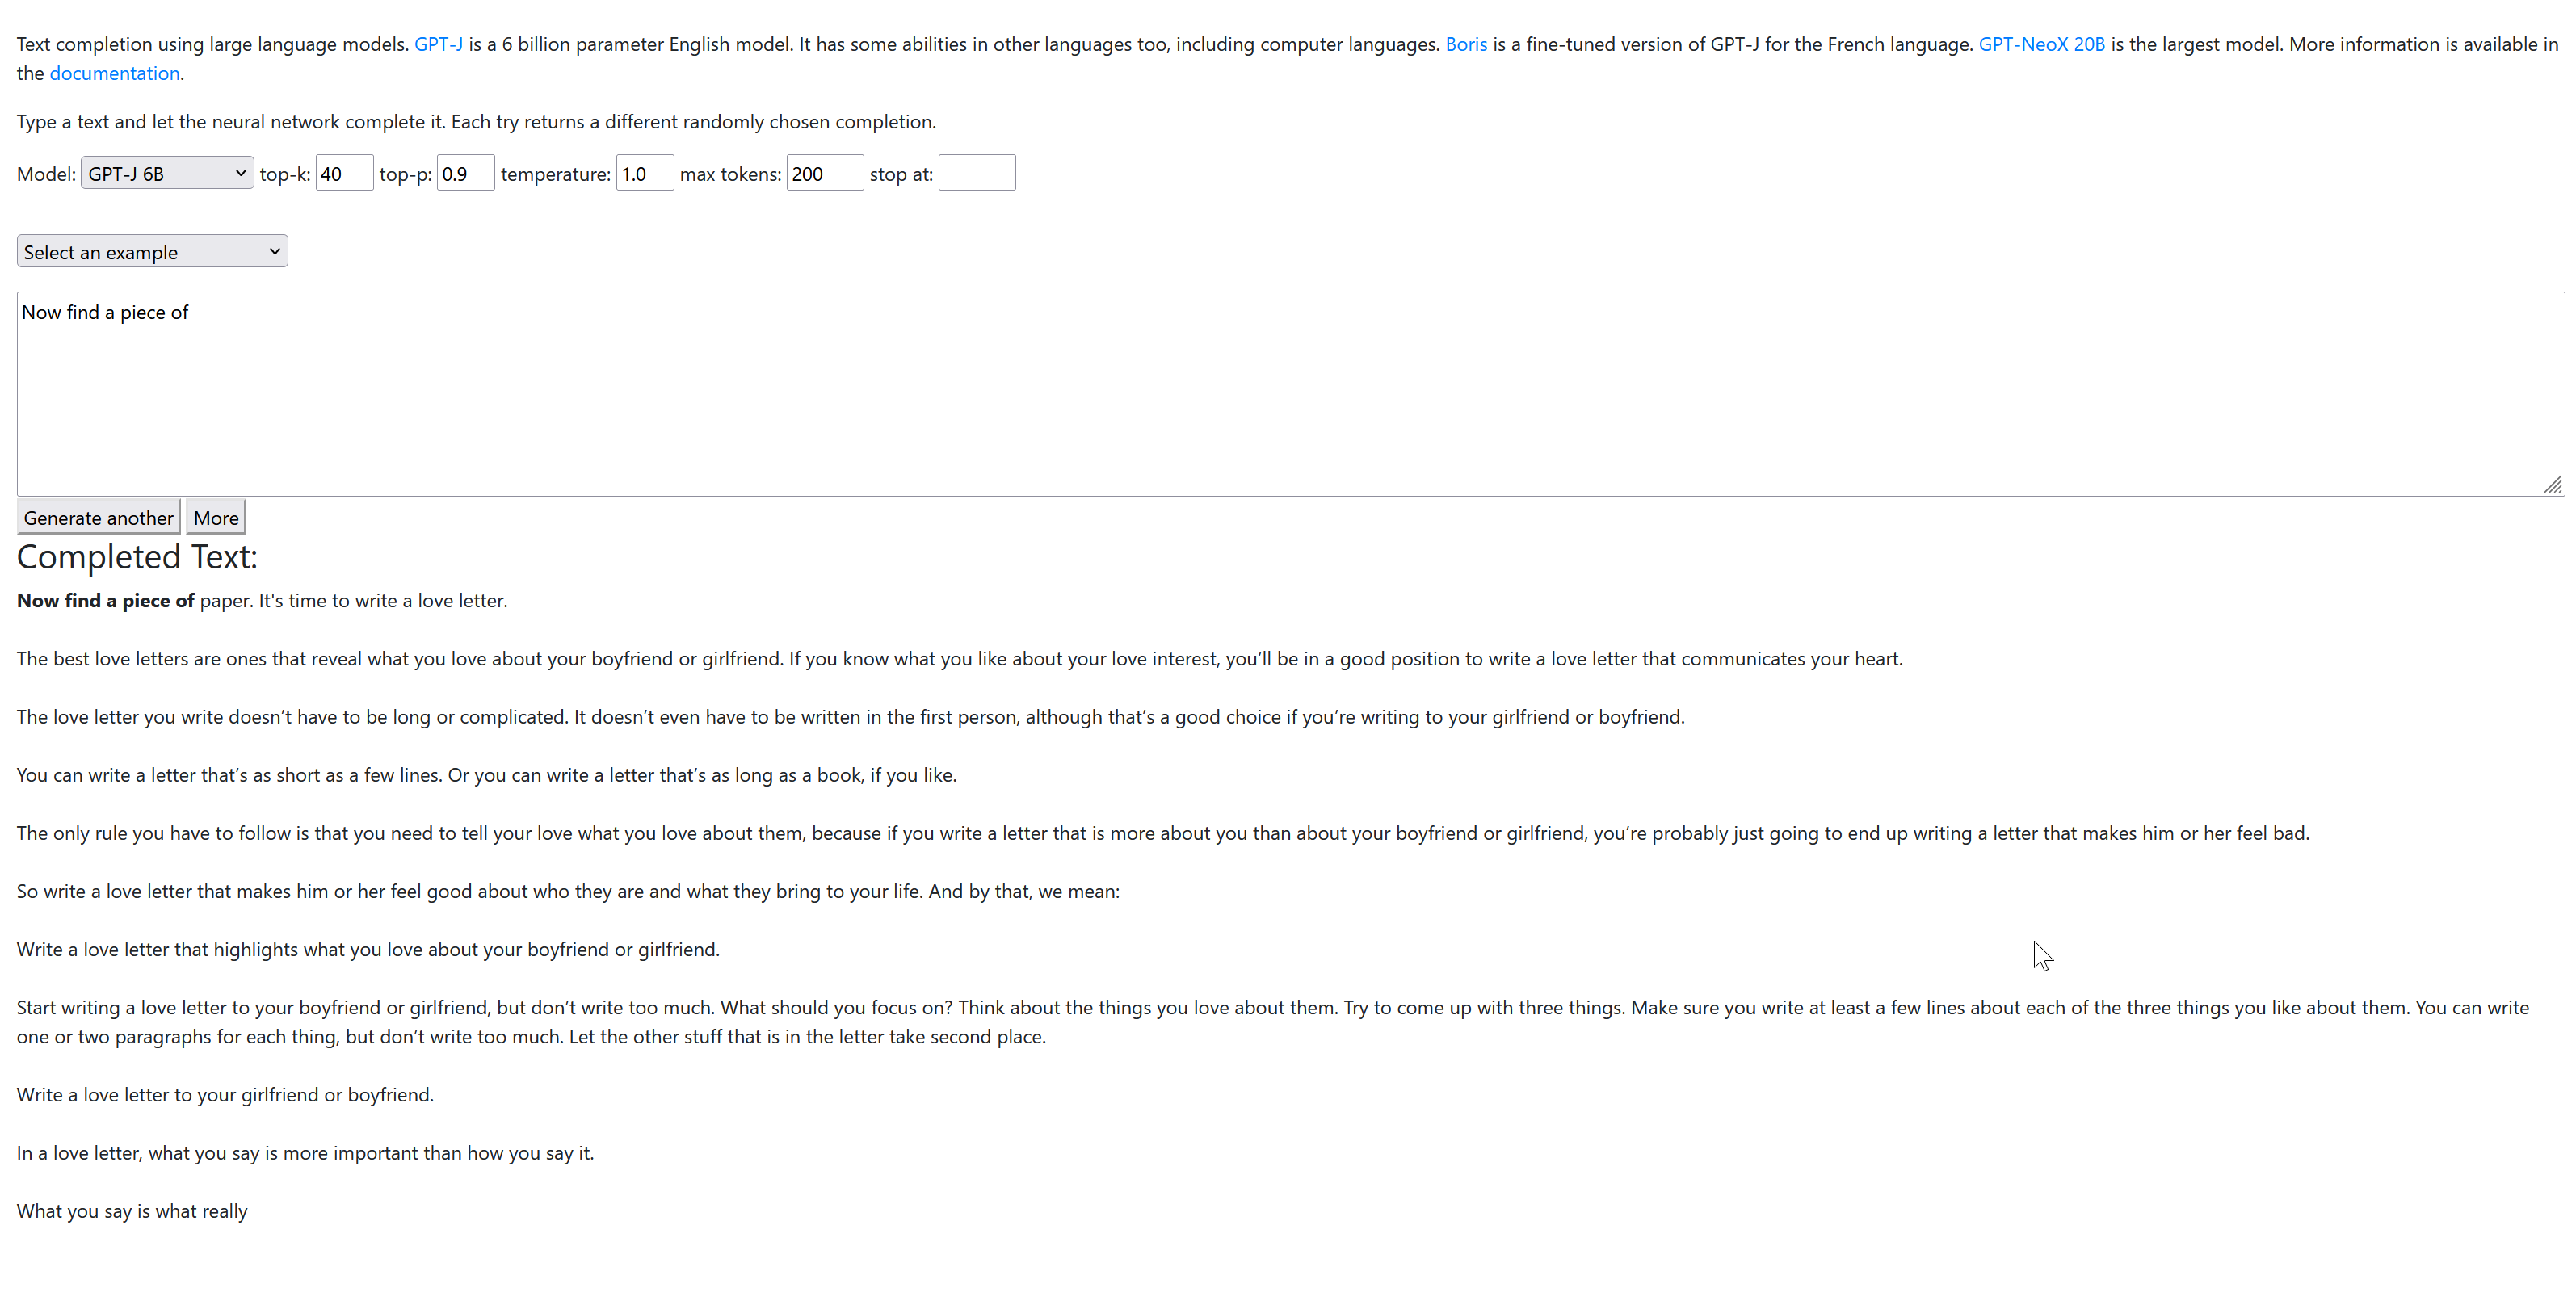 Text completion using large language models. GPT-J is a 6 billion parameter English model. It has some abilities in other languages too, including computer languages. Boris is a fine-tuned version of GPT-J for the French language. GPT-NeoX 20B is the largest model. More information is available in
the documentation.
Type a text and let the neural network complete it. Each try returns a different randomly chosen completion.
Model: GPT-J 6B top-k: 40 top-p: 0.9 temperature: 1.0 max tokens: 200 stop at:
Select an example
Now find a piece of
Generate another More
Completed Text:
Now find a piece of paper. It's time to write a love letter.
The best love letters are ones that reveal what you love about your boyfriend or girlfriend. If you know what you like about your love interest, you’ll be in a good position to write a love letter that communicates your heart.
The love letter you write doesn’t have to be long or complicated. It doesn’t even have to be written in the first person, although that’s a good choice if you’re writing to your girlfriend or boyfriend.
You can write a letter that’s as short as a few lines. Or you can write a letter that’s as long as a book, if you like.
The only rule you have to follow is that you need to tell your love what you love about them, because if you write a letter that is more about you than about your boyfriend or girlfriend, you’re probably just going to end up writing a letter that makes him or her feel bad.
So write a love letter that makes him or her feel good about who they are and what they bring to your life. And by that, we mean:
Write a love letter that highlights what you love about your boyfriend or girlfriend.
Start writing a love letter to your boyfriend or girlfriend, but don’t write too much. What should you focus on? Think about the things you love about them. Try to come up with three things. Make sure you write at least a few lines about each of the three things you like about them. You can write
one or two paragraphs for each thing, but don’t write too much. Let the other stuff that is in the letter take second place.
Write a love letter to your girlfriend or boyfriend.
In a love letter, what you say is more important than how you say it.
What you say is what really